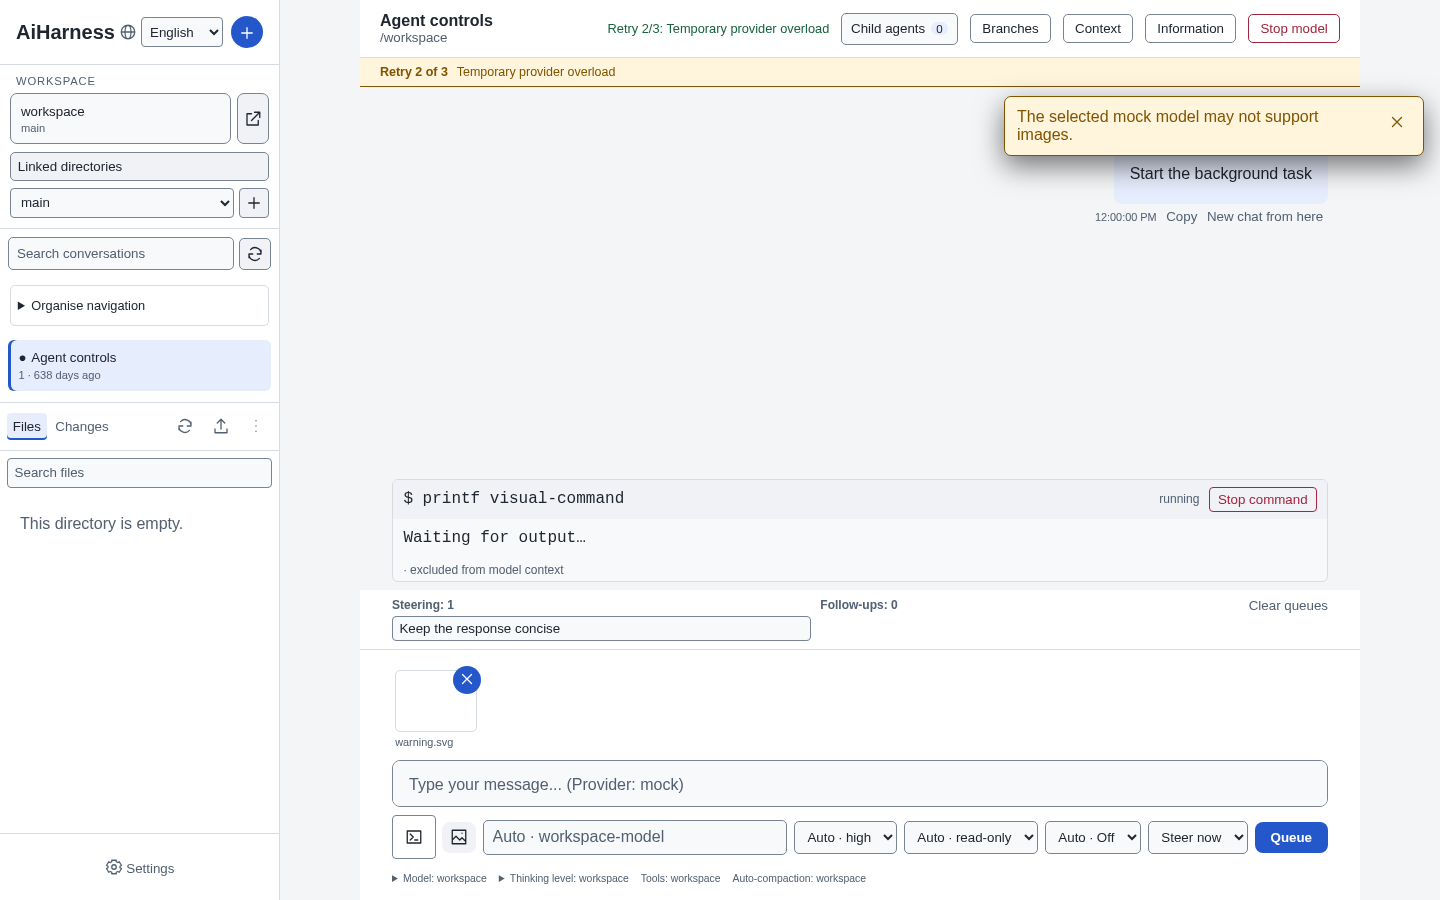 AiHarness
English
WORKSPACE
workspace
main
Linked directories
main
Search conversations
Organise navigation
Agent controls
1 · 638 days ago
Files
Changes
Search files
This directory is empty.
Settings
Agent controls
/workspace
Retry 2/3: Temporary provider overload
Child agents 0
Branches
Context
Information
Stop model
Retry 2 of 3 Temporary provider overload
The selected mock model may not support
images.
Start the background task
12:00:00 PM Copy New chat from here
$ printf visual-command
running
Stop command
Waiting for output…
· excluded from model context
Steering: 1
Follow-ups: 0
Clear queues
Keep the response concise
warning.svg
Type your message... (Provider: mock)
Auto · workspace-model
Auto · high
Auto · read-only
Auto · Off
Steer now
Queue
Model: workspace
Thinking level: workspace
Tools: workspace
Auto-compaction: workspace